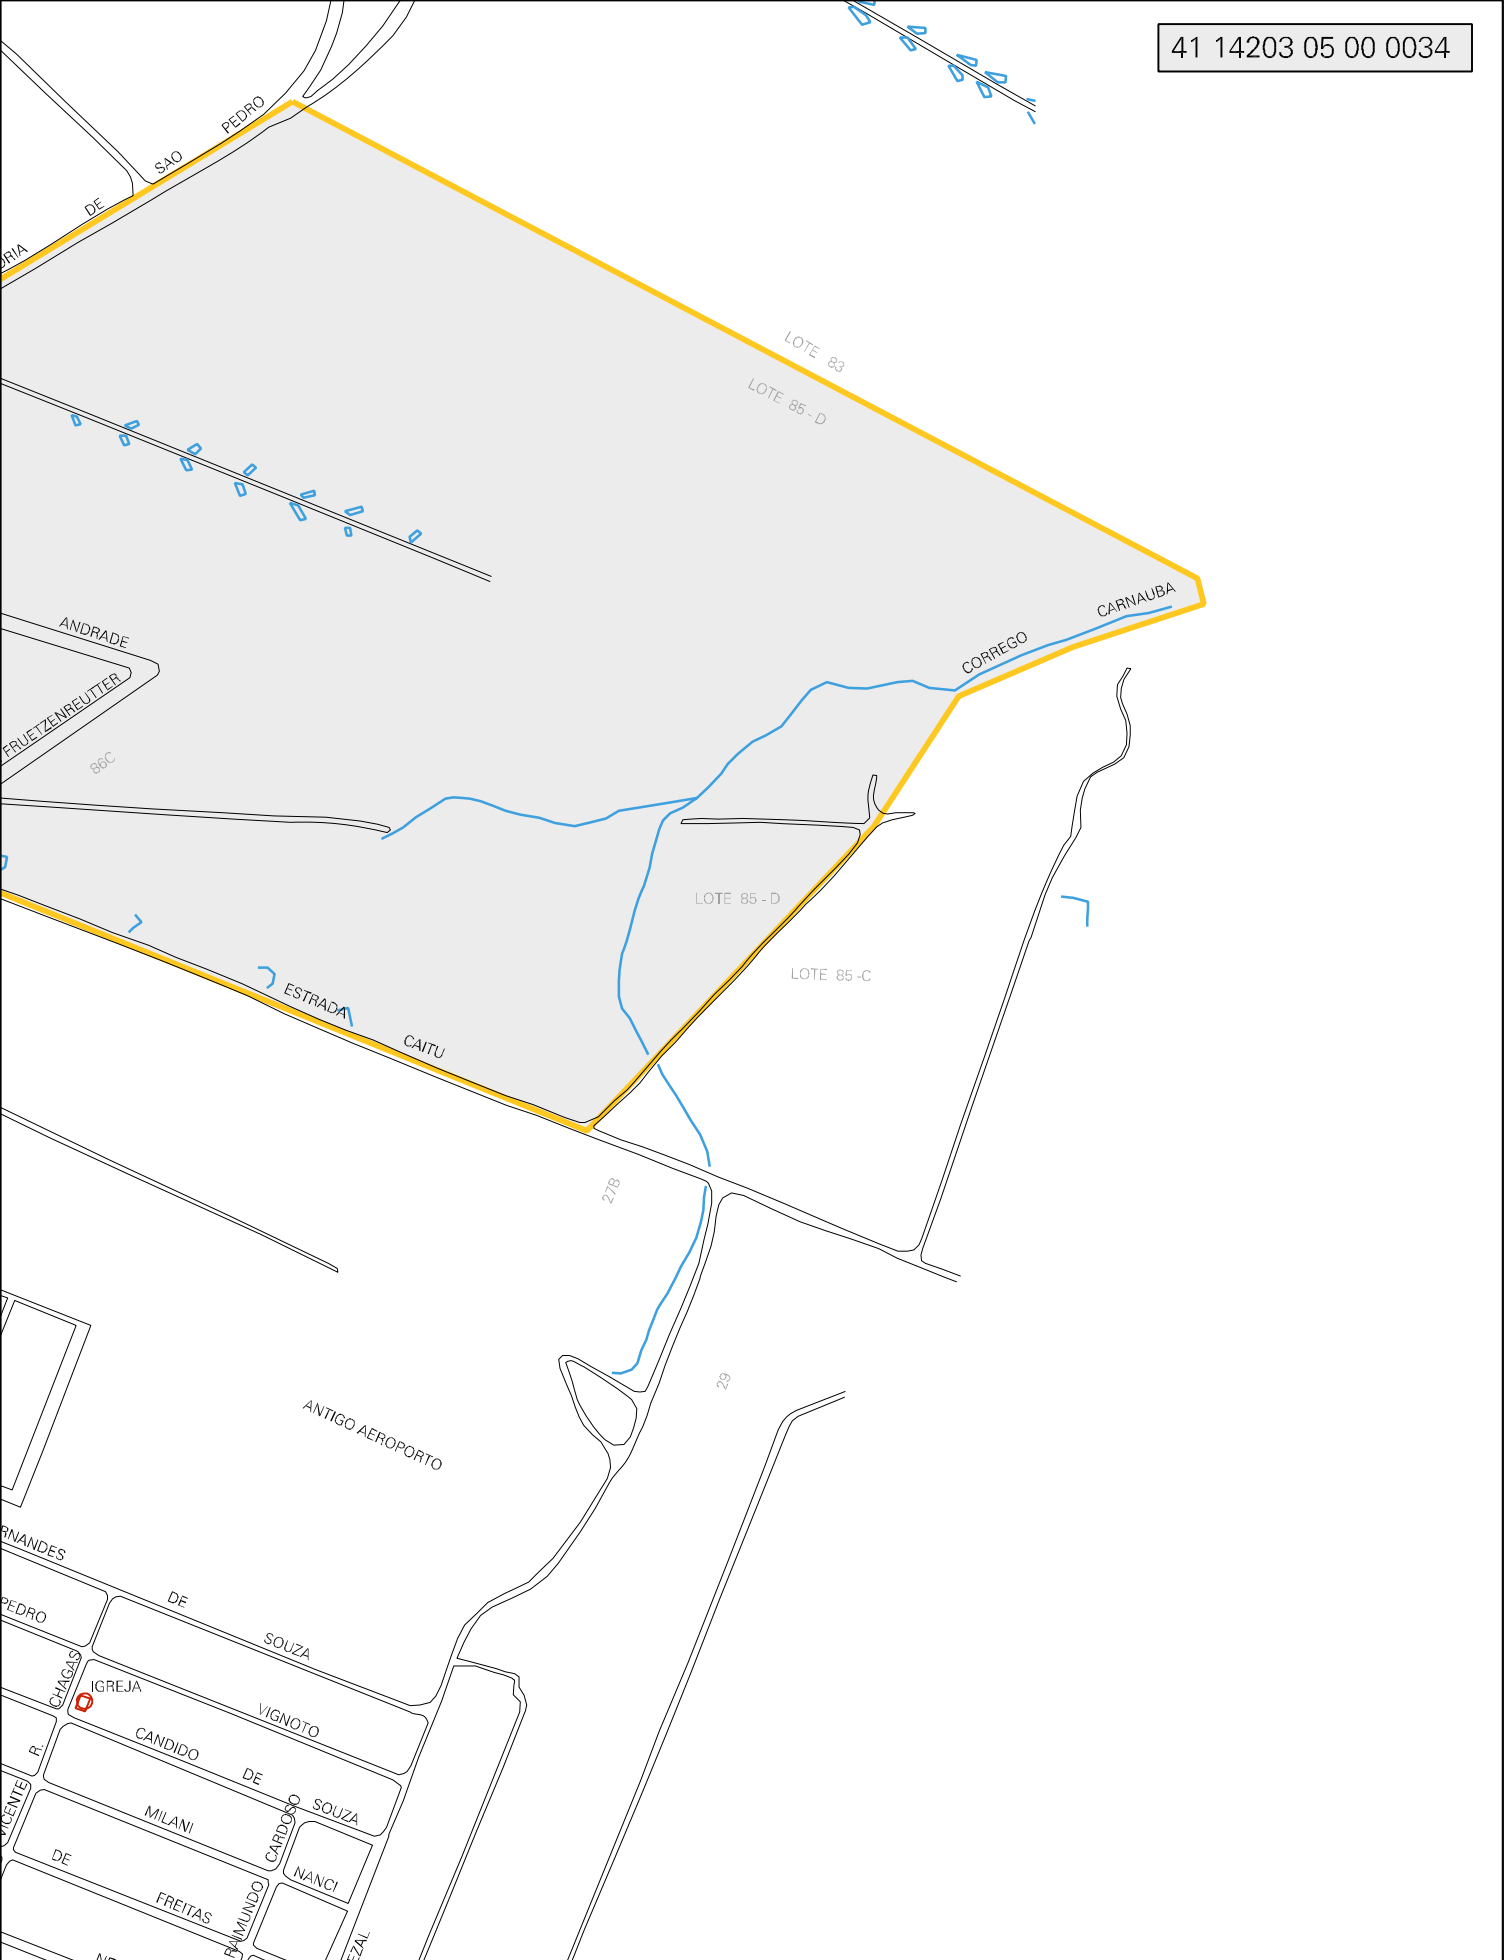 41 14203 05 00 0034
PEDRO
SAO
DE
ORIA
LOTE 83
LOTE 85 - D
CARNAUBA
CORREGO
ANDRADE
FRUETZENREUTTER
86C
LOTE 85 - D
LOTE 85 -C
ESTRADA
CAITU
27B
29
ANTIGO AEROPORTO
RNANDES
DE
SOUZA
PEDRO
CHAGAS
IGREJA
VIGNOTO
CANDIDO
DE
SOUZA
R.
VICENTE
MILANI
CARDOSO
NANCI
DE
FREITAS
RAIMUNDO
EZAL